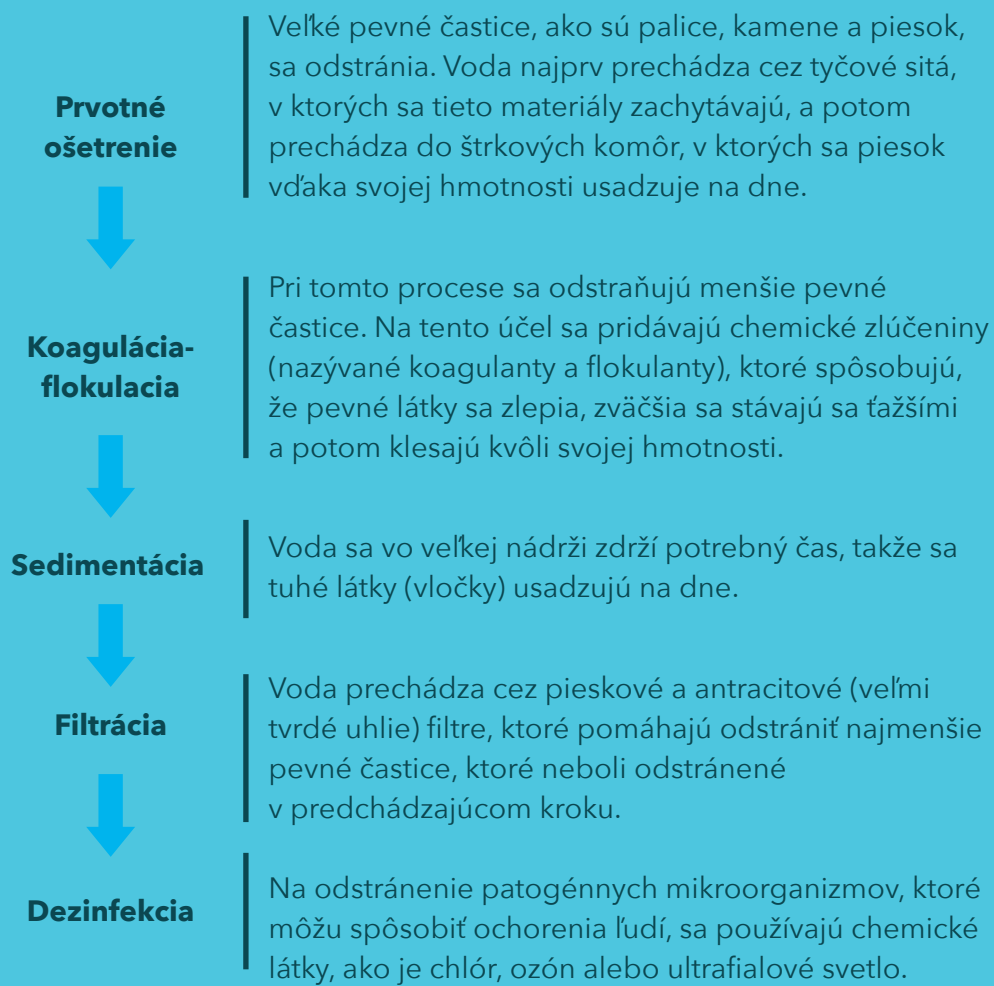 Prvotné
ošetrenie
Veľké pevné častice, ako sú palice, kamene a piesok,
sa odstránia. Voda najprv prechádza cez tyčové sitá,
v ktorých sa tieto materiály zachytávajú, a potom
prechádza do štrkových komôr, v ktorých sa piesok
vďaka svojej hmotnosti usadzuje na dne.
Koagulácia-
flokulacia
Pri tomto procese sa odstraňujú menšie pevné
častice. Na tento účel sa pridávajú chemické zlúčeniny
(nazývané koagulanty a flokulanty), ktoré spôsobujú,
že pevné látky sa zlepia, zväčšia sa stávajú sa ťažšími
a potom klesajú kvôli svojej hmotnosti.
Sedimentácia
Voda sa vo veľkej nádrži zdrží potrebný čas, takže sa
tuhé látky (vločky) usadzujú na dne.
Filtrácia
Voda prechádza cez pieskové a antracitové (veľmi
tvrdé uhlie) filtre, ktoré pomáhajú odstrániť najmenšie
pevné častice, ktoré neboli odstránené
v predchádzajúcom kroku.
Dezinfekcia
Na odstránenie patogénnych mikroorganizmov, ktoré
môžu spôsobiť ochorenia ľudí, sa používajú chemické
látky, ako je chlór, ozón alebo ultrafialové svetlo.